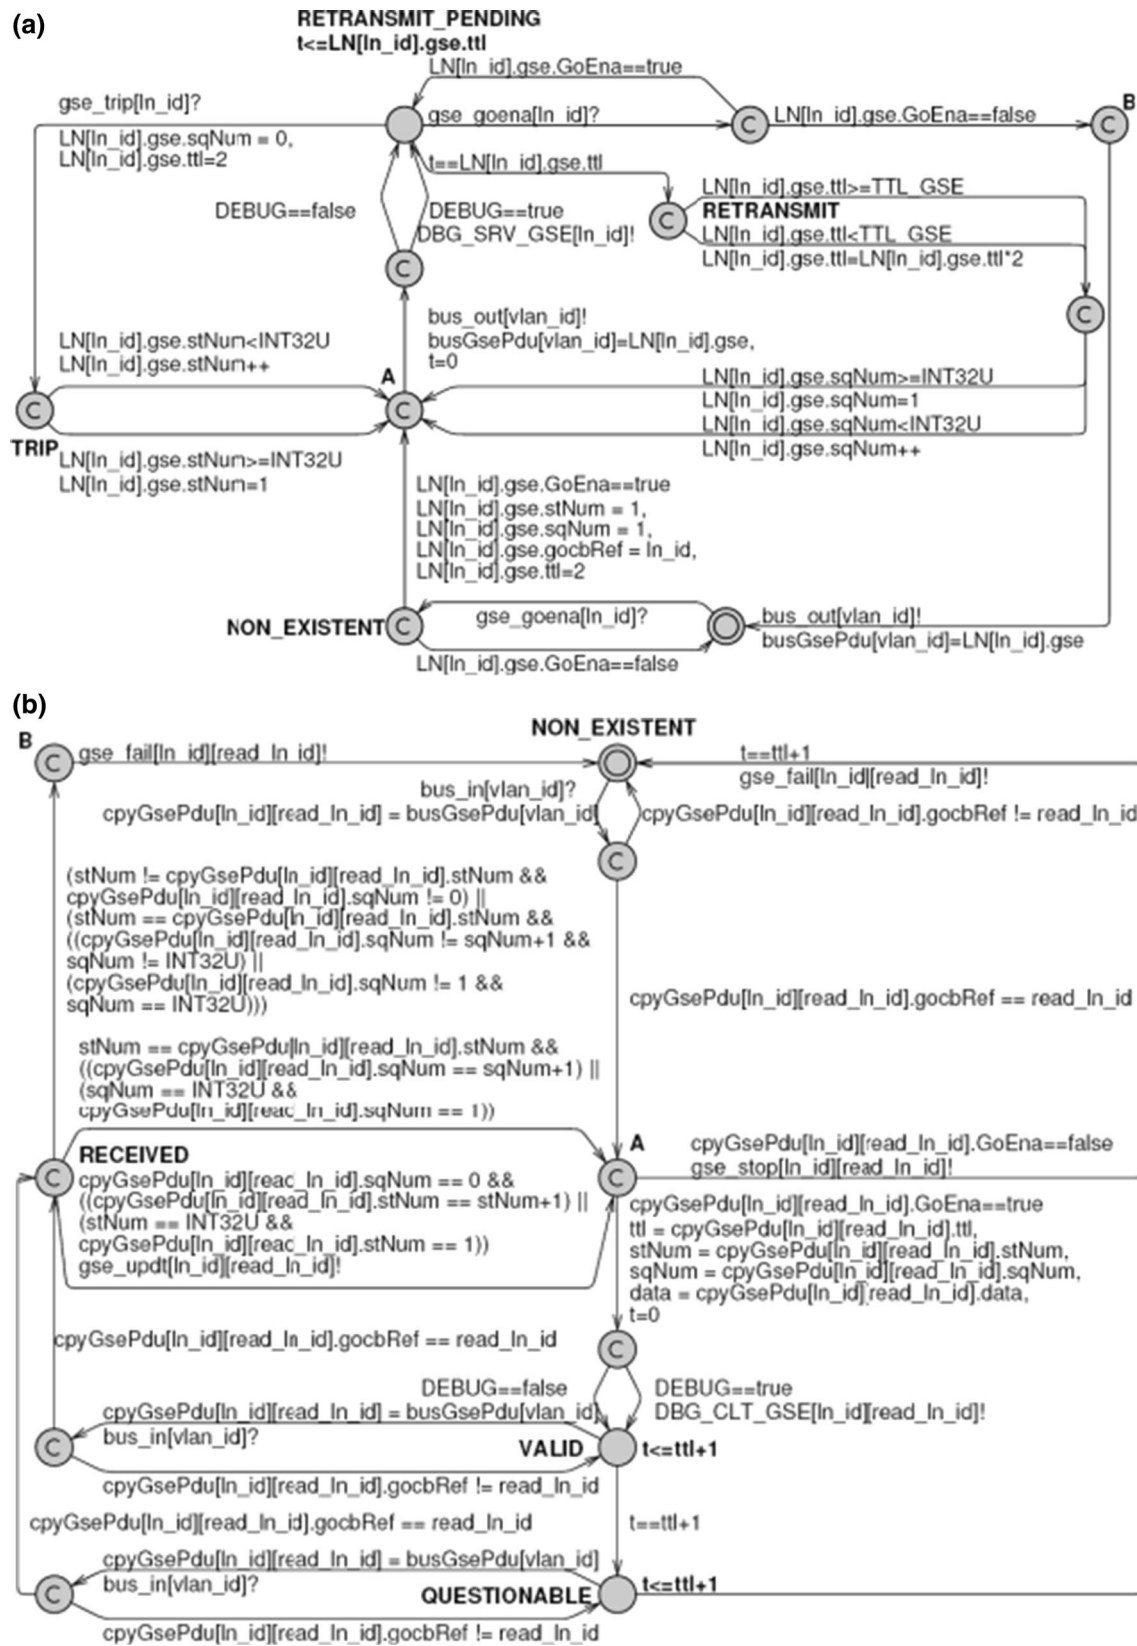 (a)
RETRANSMIT_PENDING
t<=LN[ln_id].gse.ttl
LN[ln_id].gse.GoEna==true
gse_trip[ln_id]?
LN[ln_id].gse.sqNum = 0,
LN[ln_id].gse.ttl=2
gse_goena[ln_id]?
C
LN[ln_id].gse.GoEna==false
B
C
t==LN[ln_id].gse.ttl
LN[ln_id].gse.ttl>=TTL_GSE
C
RETRANSMIT
LN[ln_id].gse.ttl<TTL_GSE
LN[ln_id].gse.ttl=LN[ln_id].gse.ttl*2
DEBUG==false
DEBUG==true
DBG_SRV_GSE[ln_id]!
C
C
bus_out[vlan_id]!
busGsePdu[vlan_id]=LN[ln_id].gse,
t=0
LN[ln_id].gse.stNum<INT32U
LN[ln_id].gse.stNum++
A
C
C
TRIP
LN[ln_id].gse.stNum>=INT32U
LN[ln_id].gse.stNum=1
LN[ln_id].gse.sqNum>=INT32U
LN[ln_id].gse.sqNum=1
LN[ln_id].gse.sqNum<INT32U
LN[ln_id].gse.sqNum++
LN[ln_id].gse.GoEna==true
LN[ln_id].gse.stNum = 1,
LN[ln_id].gse.sqNum = 1,
LN[ln_id].gse.gocbRef = ln_id,
LN[ln_id].gse.ttl=2
NON_EXISTENT
C
gse_goena[ln_id]?
LN[ln_id].gse.GoEna==false
bus_out[vlan_id]!
busGsePdu[vlan_id]=LN[ln_id].gse
(b)
B
C
gse_fail[ln_id][read_ln_id]!
NON_EXISTENT
t==ttl+1
gse_fail[ln_id][read_ln_id]!
bus_in[vlan_id]?
cpyGsePdu[ln_id][read_ln_id] = busGsePdu[vlan_id]
cpyGsePdu[ln_id][read_ln_id].gocbRef != read_ln_id
C
(stNum != cpyGsePdu[ln_id][read_ln_id].stNum &&
cpyGsePdu[ln_id][read_ln_id].sqNum != 0) ||
(stNum == cpyGsePdu[ln_id][read_ln_id].stNum &&
((cpyGsePdu[ln_id][read_ln_id].sqNum != sqNum+1 &&
sqNum != INT32U) ||
(cpyGsePdu[ln_id][read_ln_id].sqNum != 1 &&
sqNum == INT32U)))
cpyGsePdu[ln_id][read_ln_id].gocbRef == read_ln_id
stNum == cpyGsePdu[ln_id][read_ln_id].stNum &&
((cpyGsePdu[ln_id][read_ln_id].sqNum == sqNum+1) ||
(sqNum == INT32U &&
cpyGsePdu[ln_id][read_ln_id].sqNum == 1))
C
RECEIVED
cpyGsePdu[ln_id][read_ln_id].sqNum == 0 &&
((cpyGsePdu[ln_id][read_ln_id].stNum == stNum+1) ||
(stNum == INT32U &&
cpyGsePdu[ln_id][read_ln_id].stNum == 1))
gse_updt[ln_id][read_ln_id]!
A
C
cpyGsePdu[ln_id][read_ln_id].GoEna==false
gse_stop[ln_id][read_ln_id]!
cpyGsePdu[ln_id][read_ln_id].GoEna==true
ttl = cpyGsePdu[ln_id][read_ln_id].ttl,
stNum = cpyGsePdu[ln_id][read_ln_id].stNum,
sqNum = cpyGsePdu[ln_id][read_ln_id].sqNum,
data = cpyGsePdu[ln_id][read_ln_id].data,
t=0
cpyGsePdu[ln_id][read_ln_id].gocbRef == read_ln_id
C
DEBUG==false
DEBUG==true
DBG_CLT_GSE[ln_id][read_ln_id]!
cpyGsePdu[ln_id][read_ln_id] = busGsePdu[vlan_id]
bus_in[vlan_id]?
C
VALID
t<=ttl+1
cpyGsePdu[ln_id][read_ln_id].gocbRef != read_ln_id
cpyGsePdu[ln_id][read_ln_id].gocbRef == read_ln_id
t==ttl+1
cpyGsePdu[ln_id][read_ln_id] = busGsePdu[vlan_id]
bus_in[vlan_id]?
C
QUESTIONABLE
t<=ttl+1
cpyGsePdu[ln_id][read_ln_id].gocbRef != read_ln_id